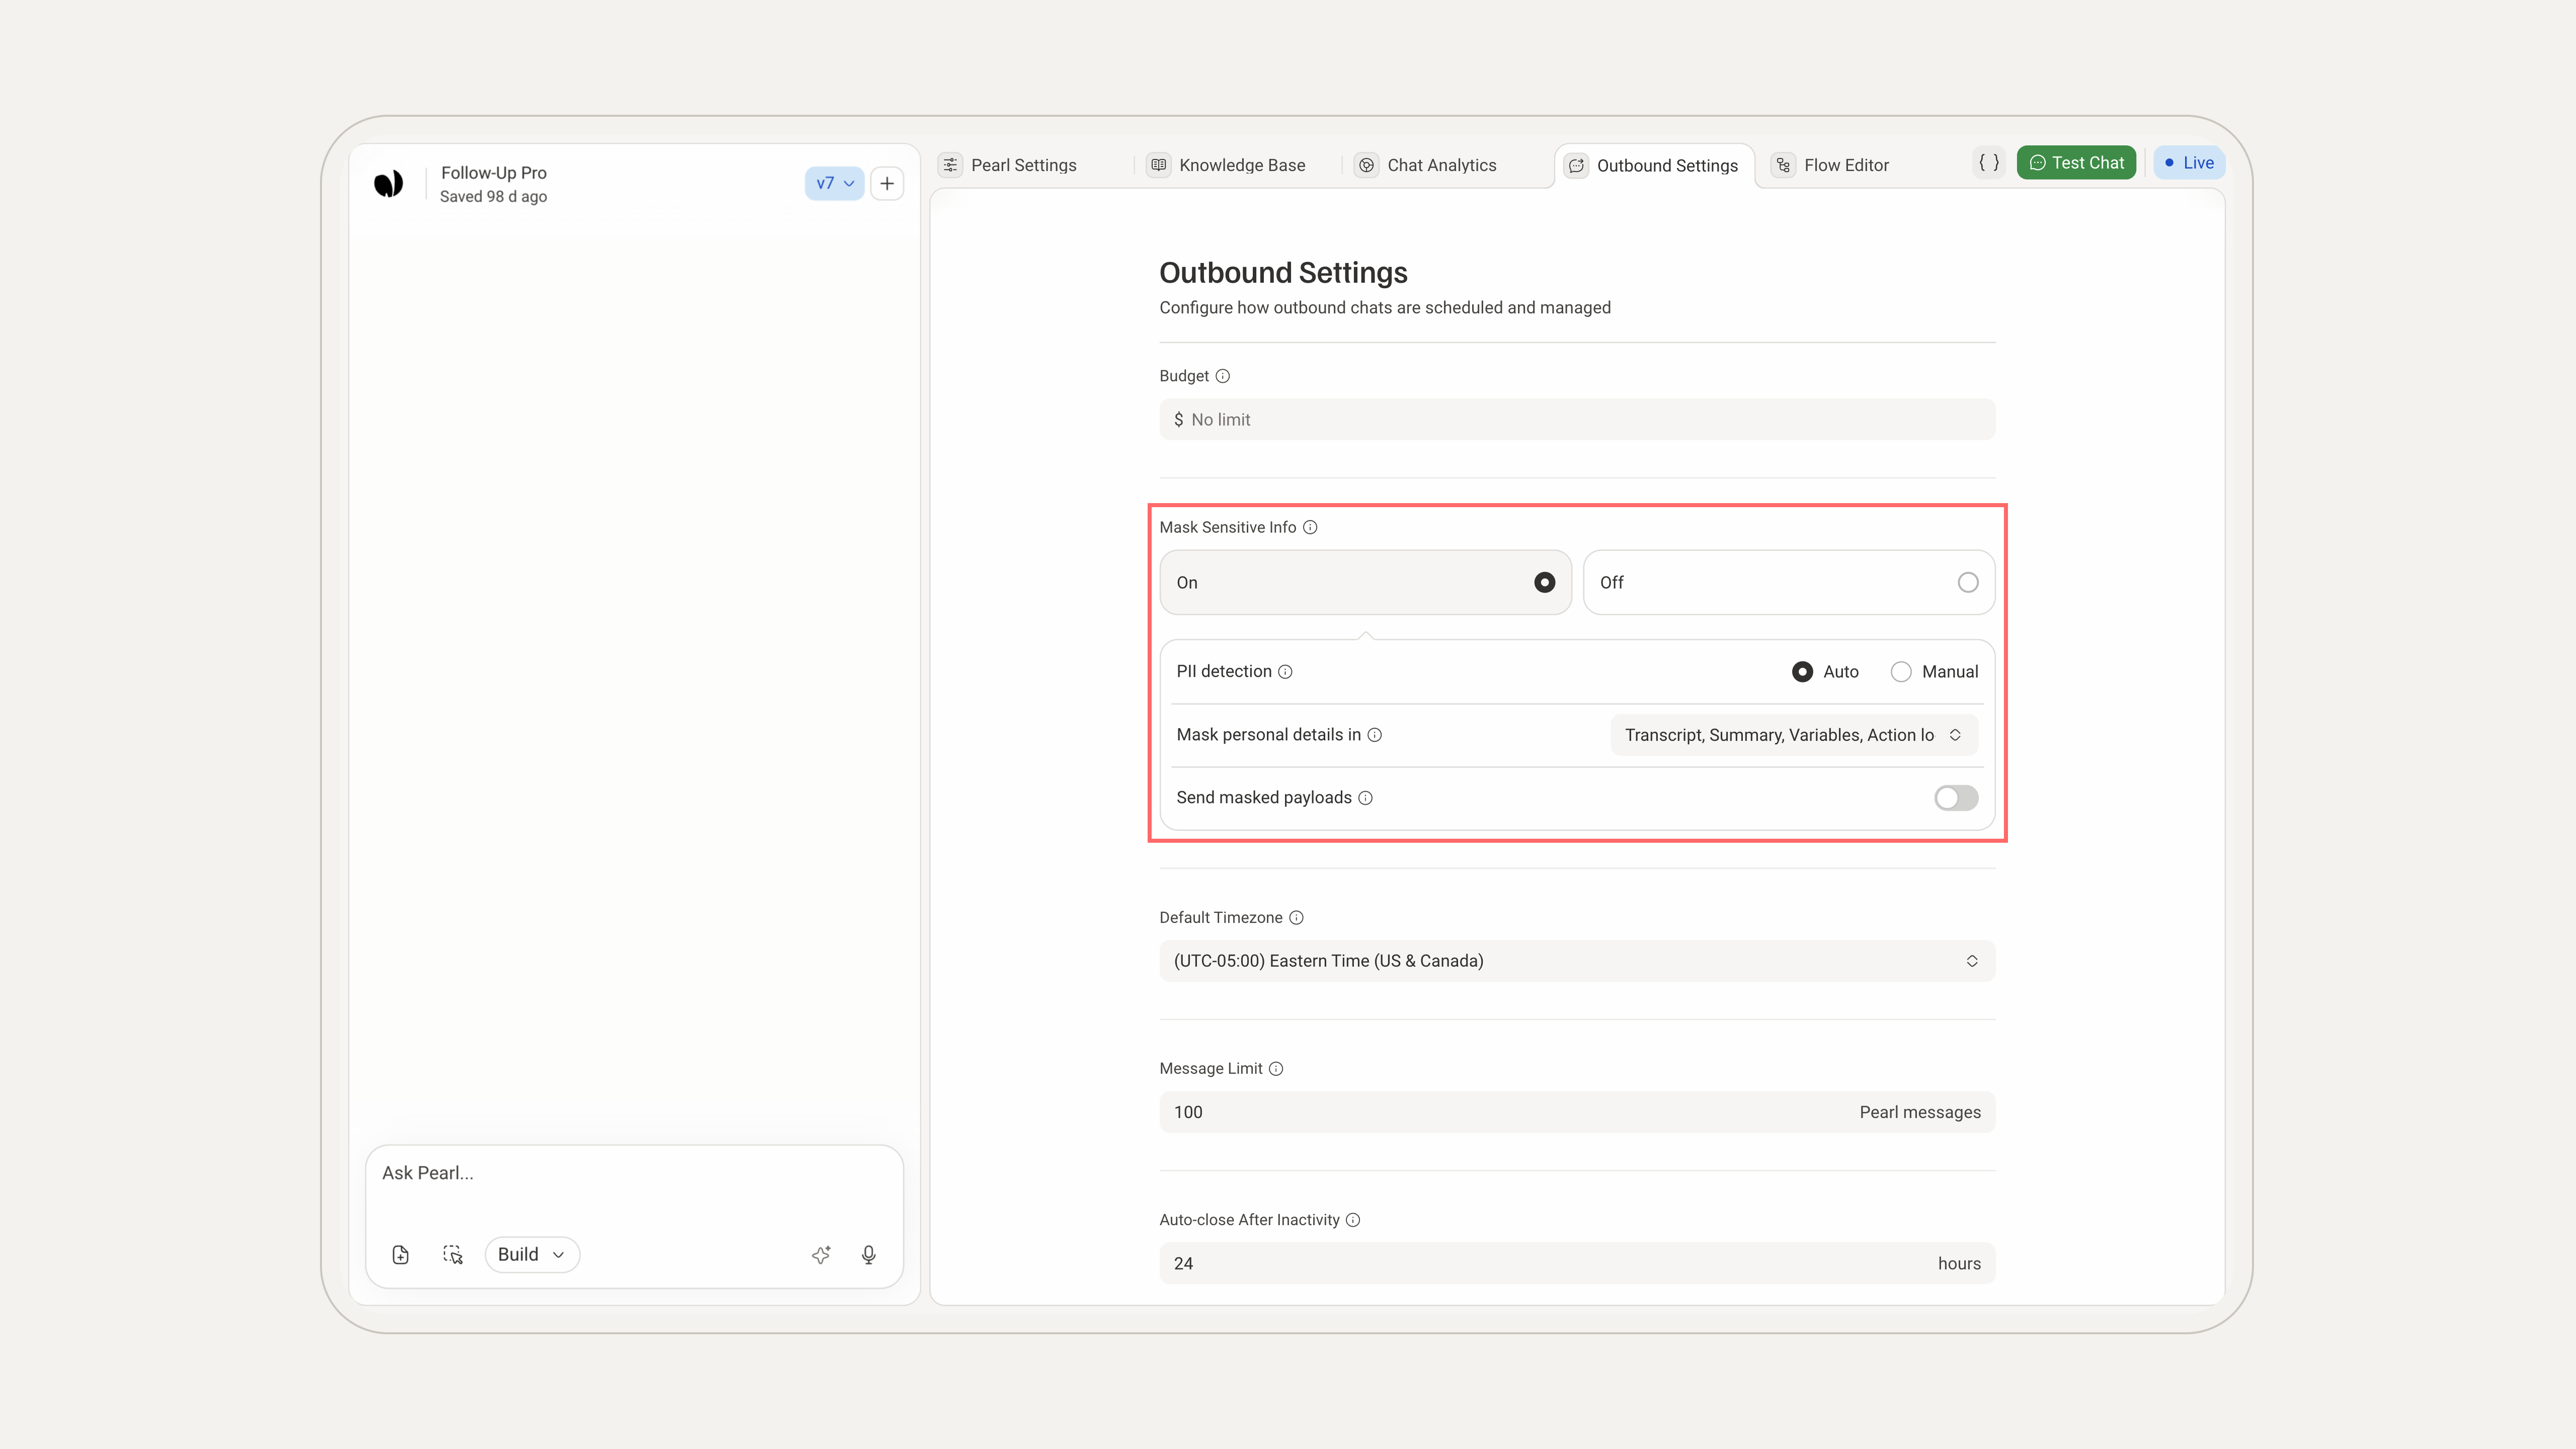 Follow-Up Pro
Saved 98 d ago
v7
Pearl Settings
Knowledge Base
Chat Analytics
Outbound Settings
Flow Editor
{ }
Test Chat
Live
Outbound Settings
Configure how outbound chats are scheduled and managed
Budget
$ No limit
Mask Sensitive Info
On
Off
PII detection
Auto
Manual
Mask personal details in
Transcript, Summary, Variables, Action lo
Send masked payloads
Default Timezone
(UTC-05:00) Eastern Time (US & Canada)
Message Limit
100
Pearl messages
Auto-close After Inactivity
24
hours
Ask Pearl...
Build